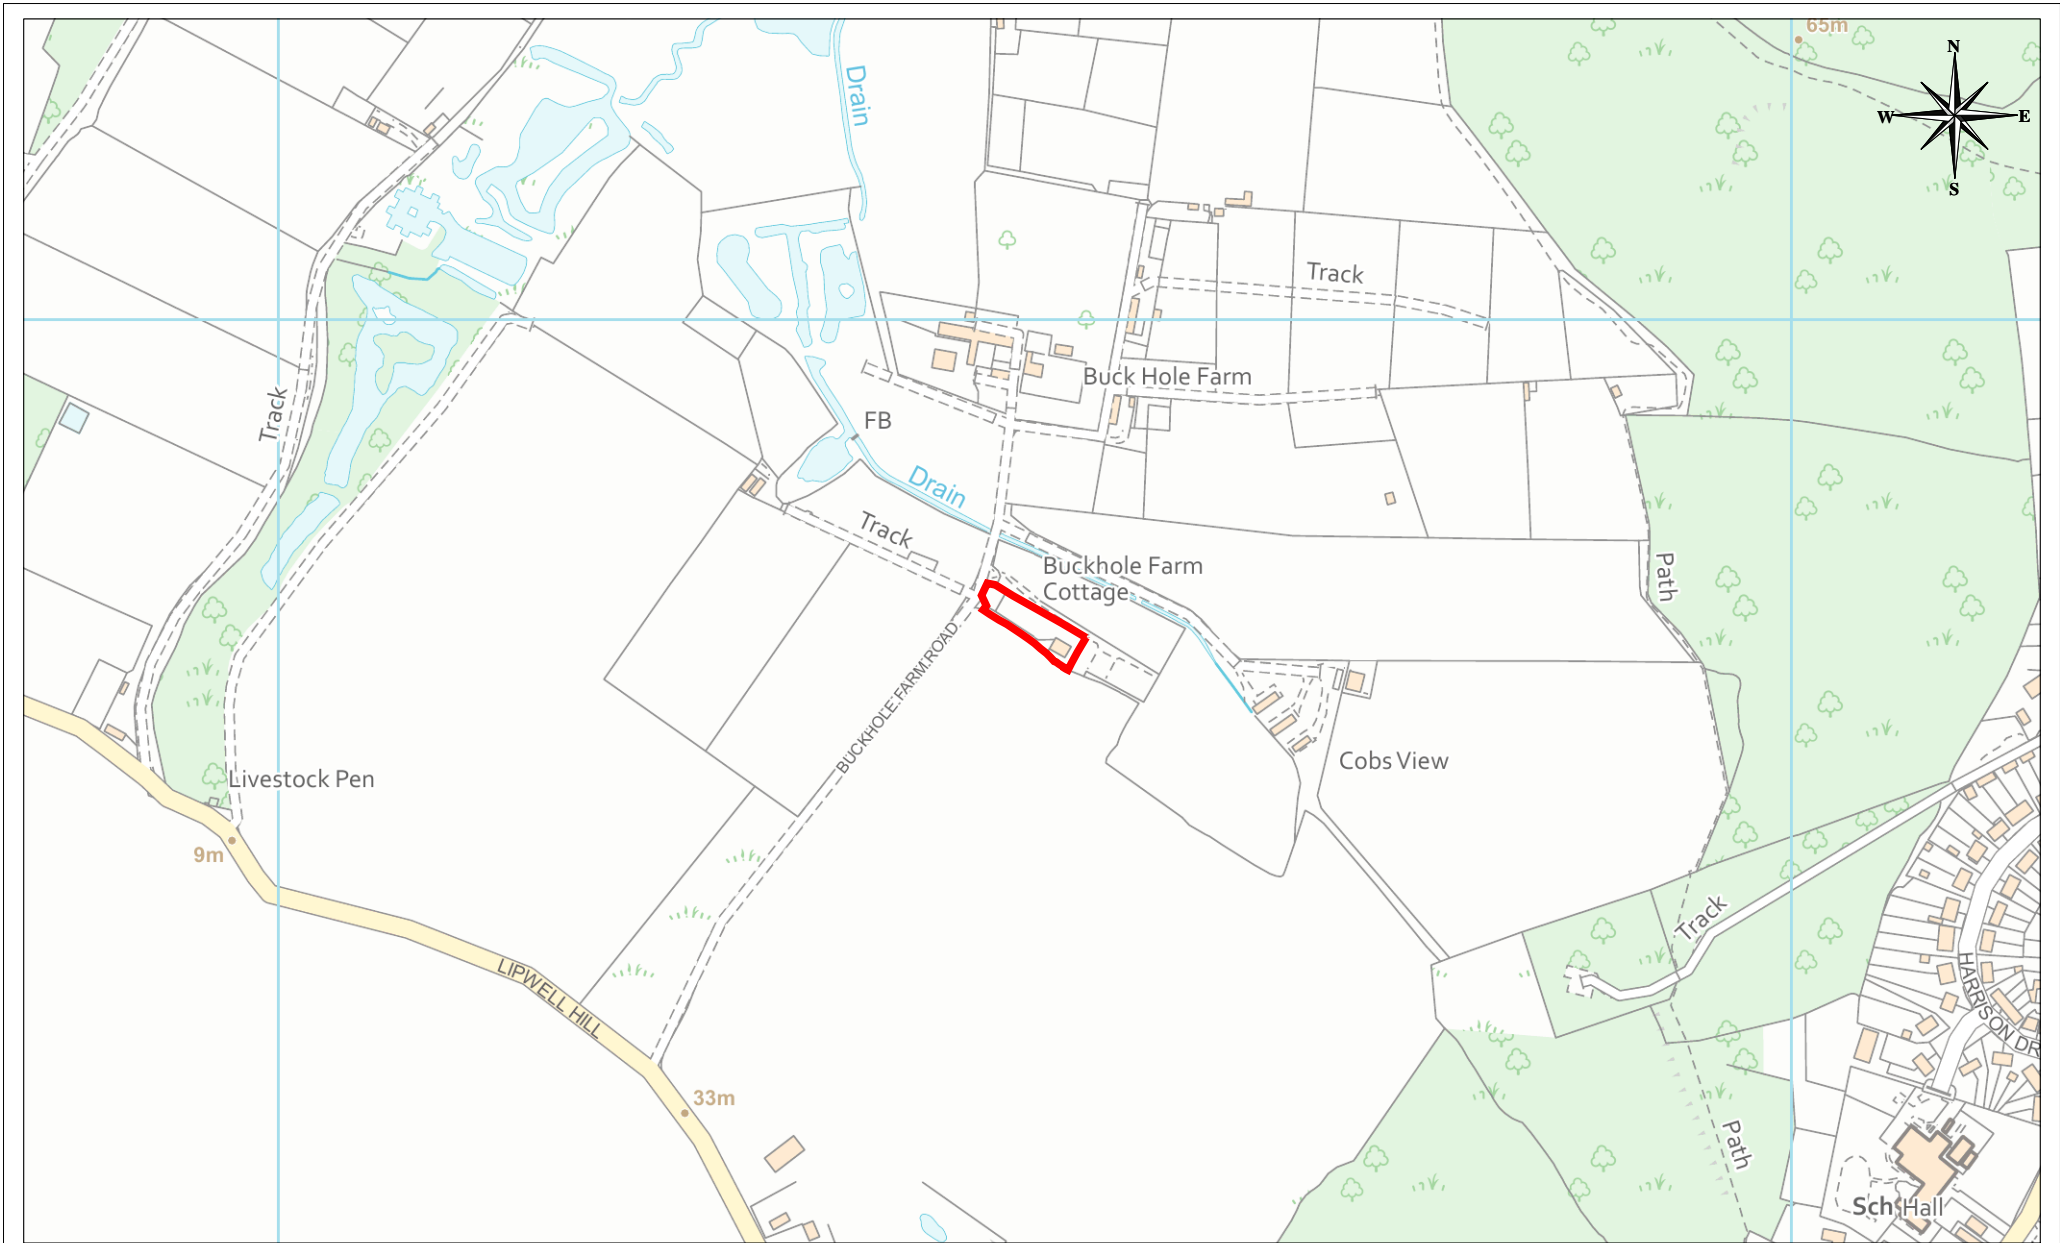 65m
N
W
E
S
Drain
Track
Buck Hole Farm
Track
FB
Drain
Track
Buckhole Farm
Cottage
Path
BUCKHOLE FARM ROAD
Livestock Pen
Cobs View
9m
Track
LIPWELL HILL
HARRISON DR
33m
Path
Sch
Hall